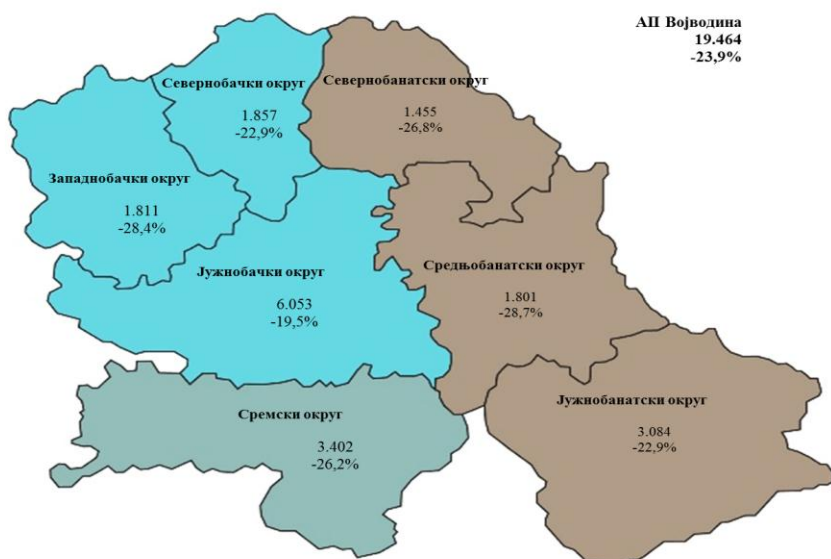 АП Војводина
19.464
-23,9%
Севернобачки округ
1.857
-22,9%
Севернобанатски округ
1.455
-26,8%
Западнобачки округ
1.811
-28,4%
Јужнобачки округ
6.053
-19,5%
Средњобанатски округ
1.801
-28,7%
Сремски округ
3.402
-26,2%
Јужнобанатски округ
3.084
-22,9%